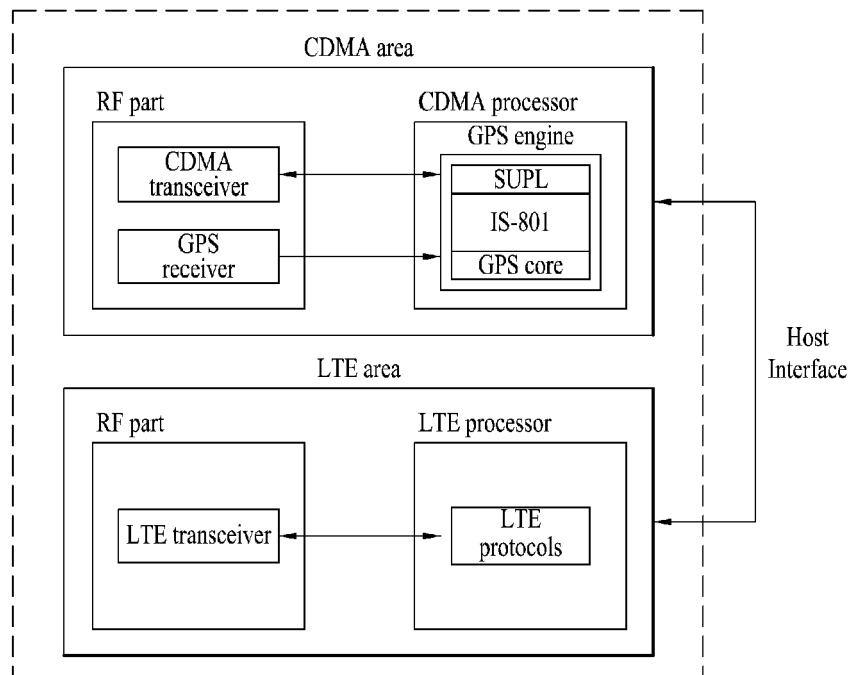 CDMA area
RF part
CDMA processor
CDMA
transceiver
GPS
receiver
GPS engine
SUPL
IS-801
GPS core
Host
Interface
LTE area
RF part
LTE processor
LTE transceiver
LTE
protocols